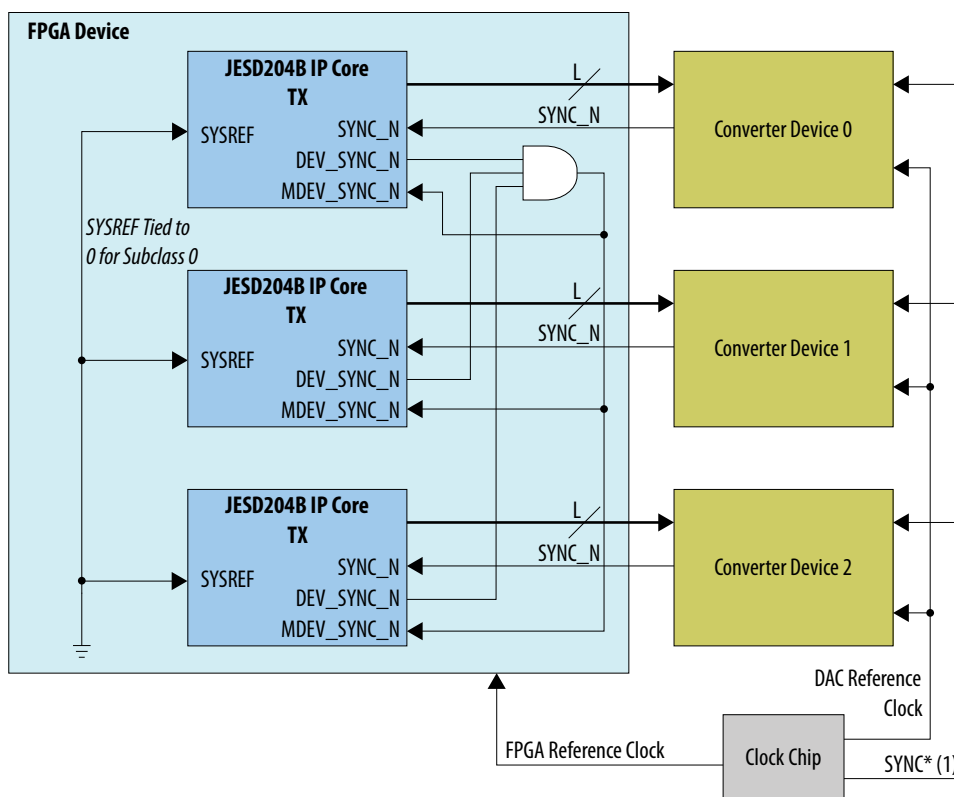 FPGA Device
JESD204B IP Core
TX
SYSREF
SYNC_N
DEV_SYNC_N
MDEV_SYNC_N
L
SYNC_N
Converter Device 0
SYSREF Tied to
0 for Subclass 0
JESD204B IP Core
TX
SYSREF
SYNC_N
DEV_SYNC_N
MDEV_SYNC_N
L
SYNC_N
Converter Device 1
JESD204B IP Core
TX
SYSREF
SYNC_N
DEV_SYNC_N
MDEV_SYNC_N
L
SYNC_N
Converter Device 2
DAC Reference
Clock
FPGA Reference Clock
Clock Chip
SYNC* (1)